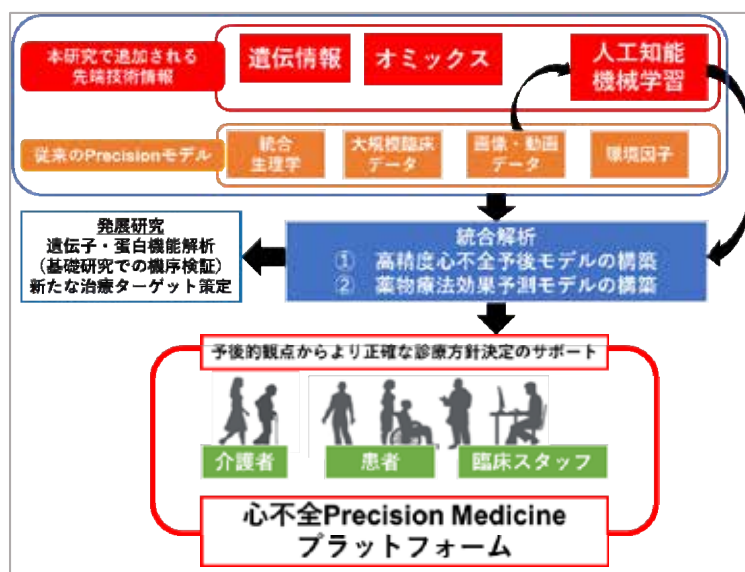 本研究で追加される
先端技術情報
遺伝情報
オミックス
人工知能
機械学習
従来のPrecisionモデル
統合
生理学
大規模臨床
データ
画像・動画
データ
環境因子
発展研究
遺伝子・蛋白機能解析
(基礎研究での機序検証)
新たな治療ターゲット策定
統合解析
① 高精度心不全予後モデルの構築
② 薬物療法効果予測モデルの構築
予後的観点からより正確な診療方針決定のサポート
介護者
患者
臨床スタッフ
心不全Precision Medicine
プラットフォーム